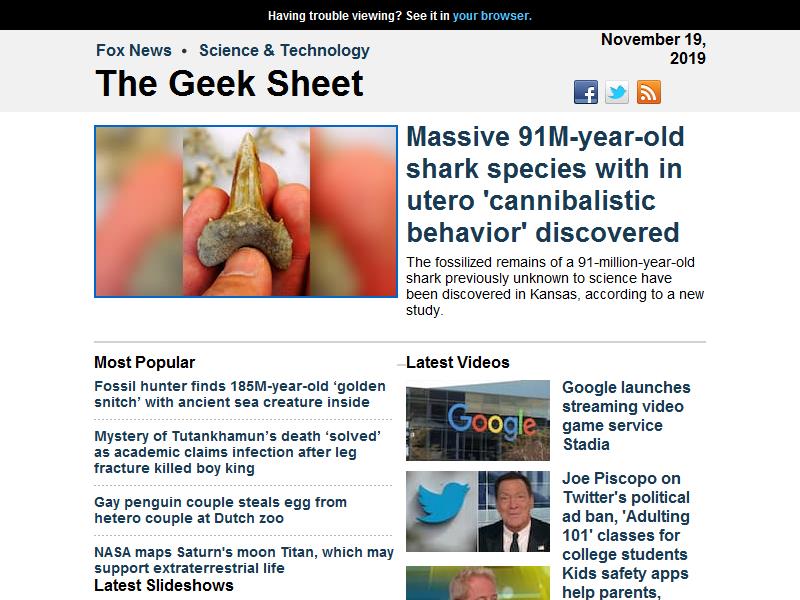 Having trouble viewing? See it in your browser.
Fox News • Science & Technology
The Geek Sheet
November 19,
2019
Massive 91M-year-old
shark species with in
utero 'cannibalistic
behavior' discovered
The fossilized remains of a 91-million-year-old
shark previously unknown to science have
been discovered in Kansas, according to a new
study.
Most Popular
Fossil hunter finds 185M-year-old ‘golden
snitch’ with ancient sea creature inside
Mystery of Tutankhamun’s death ‘solved’
as academic claims infection after leg
fracture killed boy king
Gay penguin couple steals egg from
hetero couple at Dutch zoo
NASA maps Saturn's moon Titan, which may
support extraterrestrial life
Latest Slideshows
Latest Videos
Google
Google launches
streaming video
game service
Stadia
Joe Piscopo on
Twitter's political
ad ban, 'Adulting
101' classes for
college students
Kids safety apps
help parents,